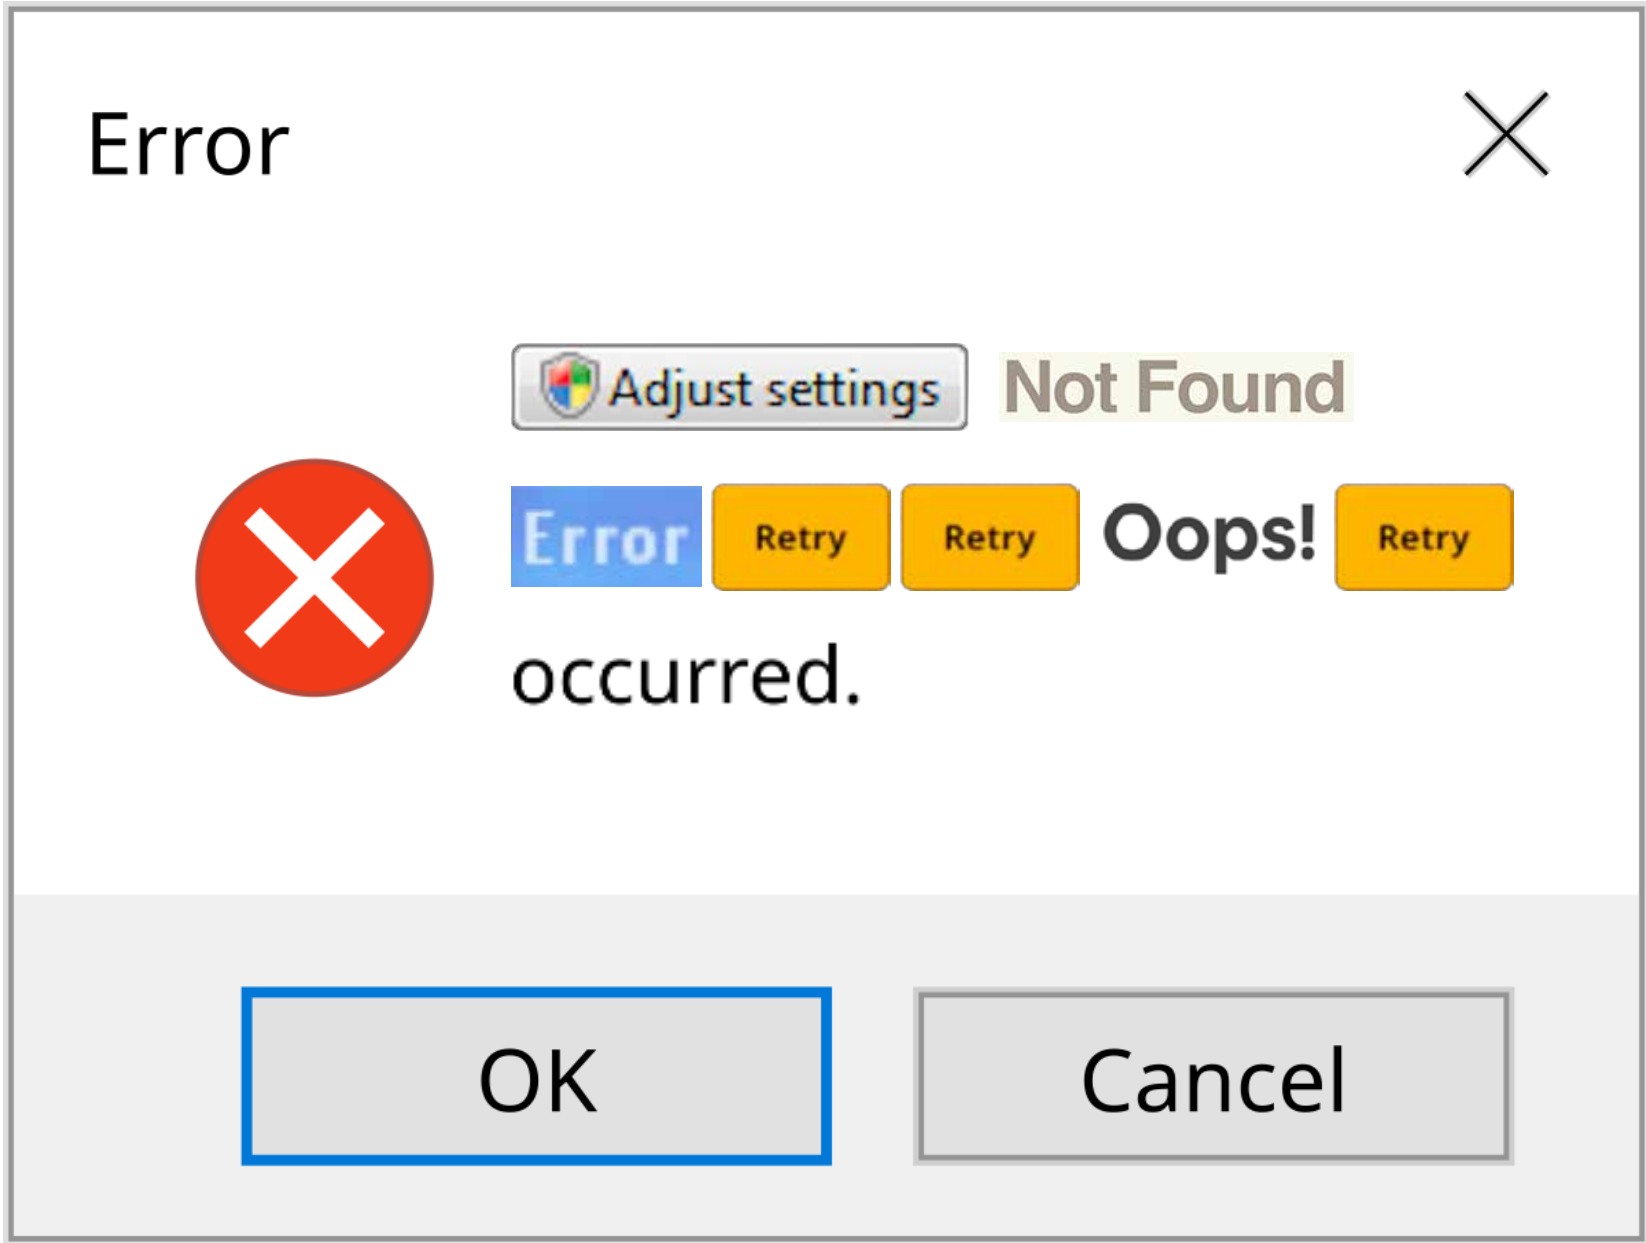 Error
Adjust settings Not Found
Error Retry Retry Oops! Retry
occurred.
OK Cancel